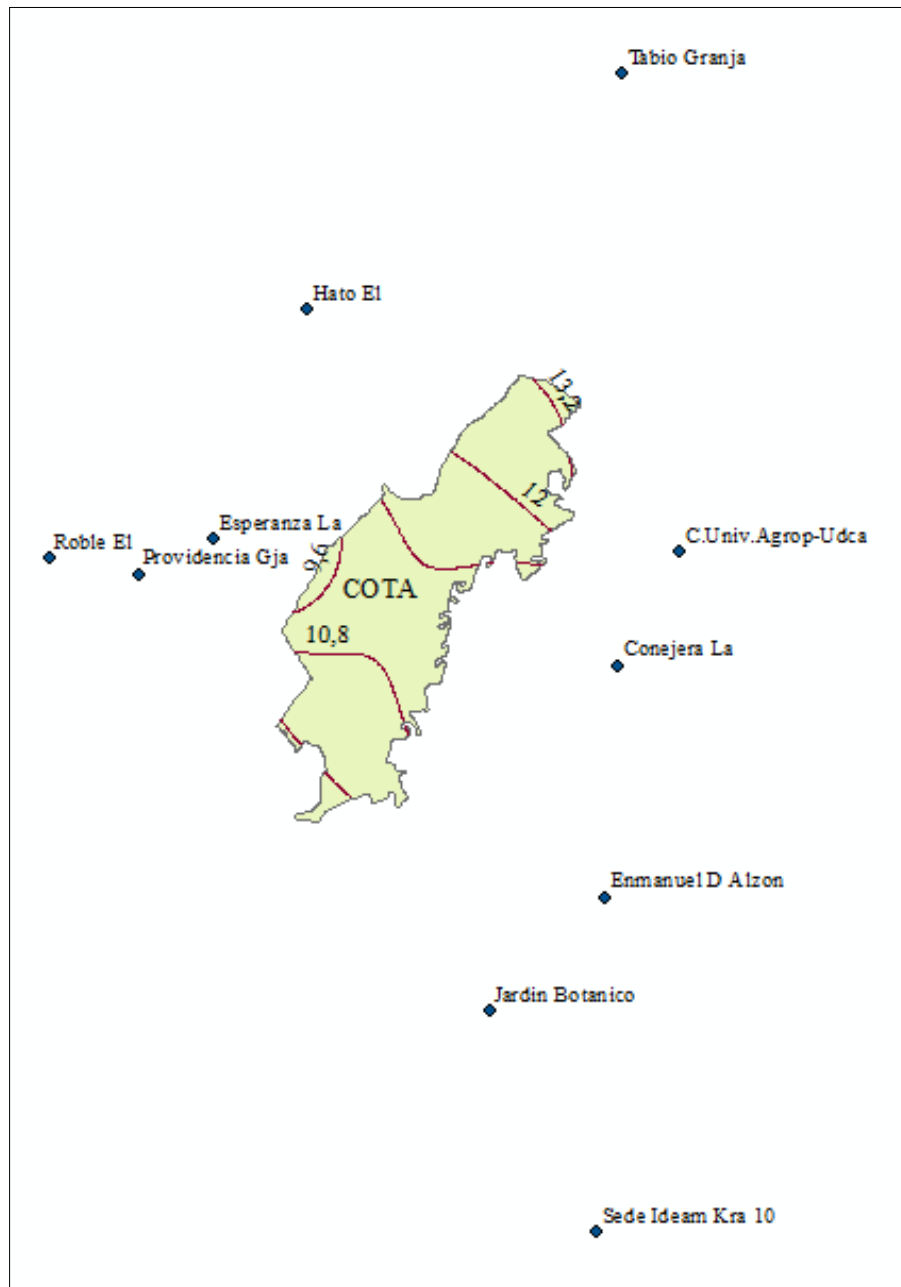 Tabio Granja
Hato El
13,2
12
Esperanza La
Roble El
Providencia Gja
C.Univ.Agrop-Udca
9,6
COTA
10,8
Conejera La
Enmanuel D Alzon
Jardin Botanico
Sede Ideam Kra 10